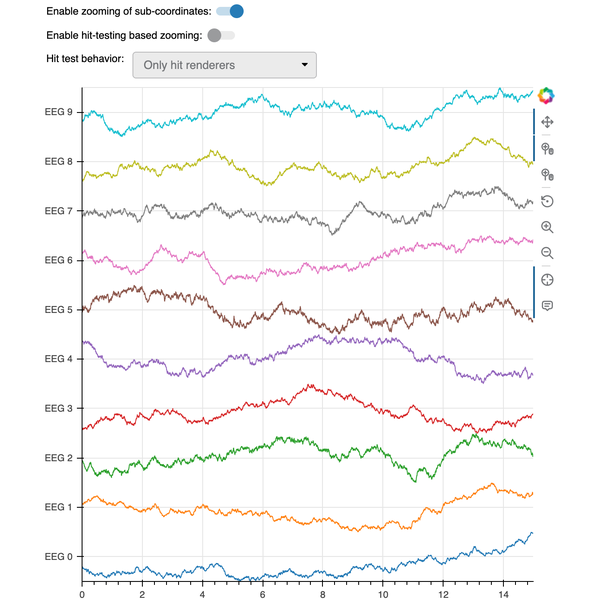 Enable zooming of sub-coordinates:
Enable hit-testing based zooming:
Hit test behavior:
Only hit renderers
EEG 9
EEG 8
EEG 7
EEG 6
EEG 5
EEG 4
EEG 3
EEG 2
EEG 1
EEG 0
0 2 4 6 8 10 12 14